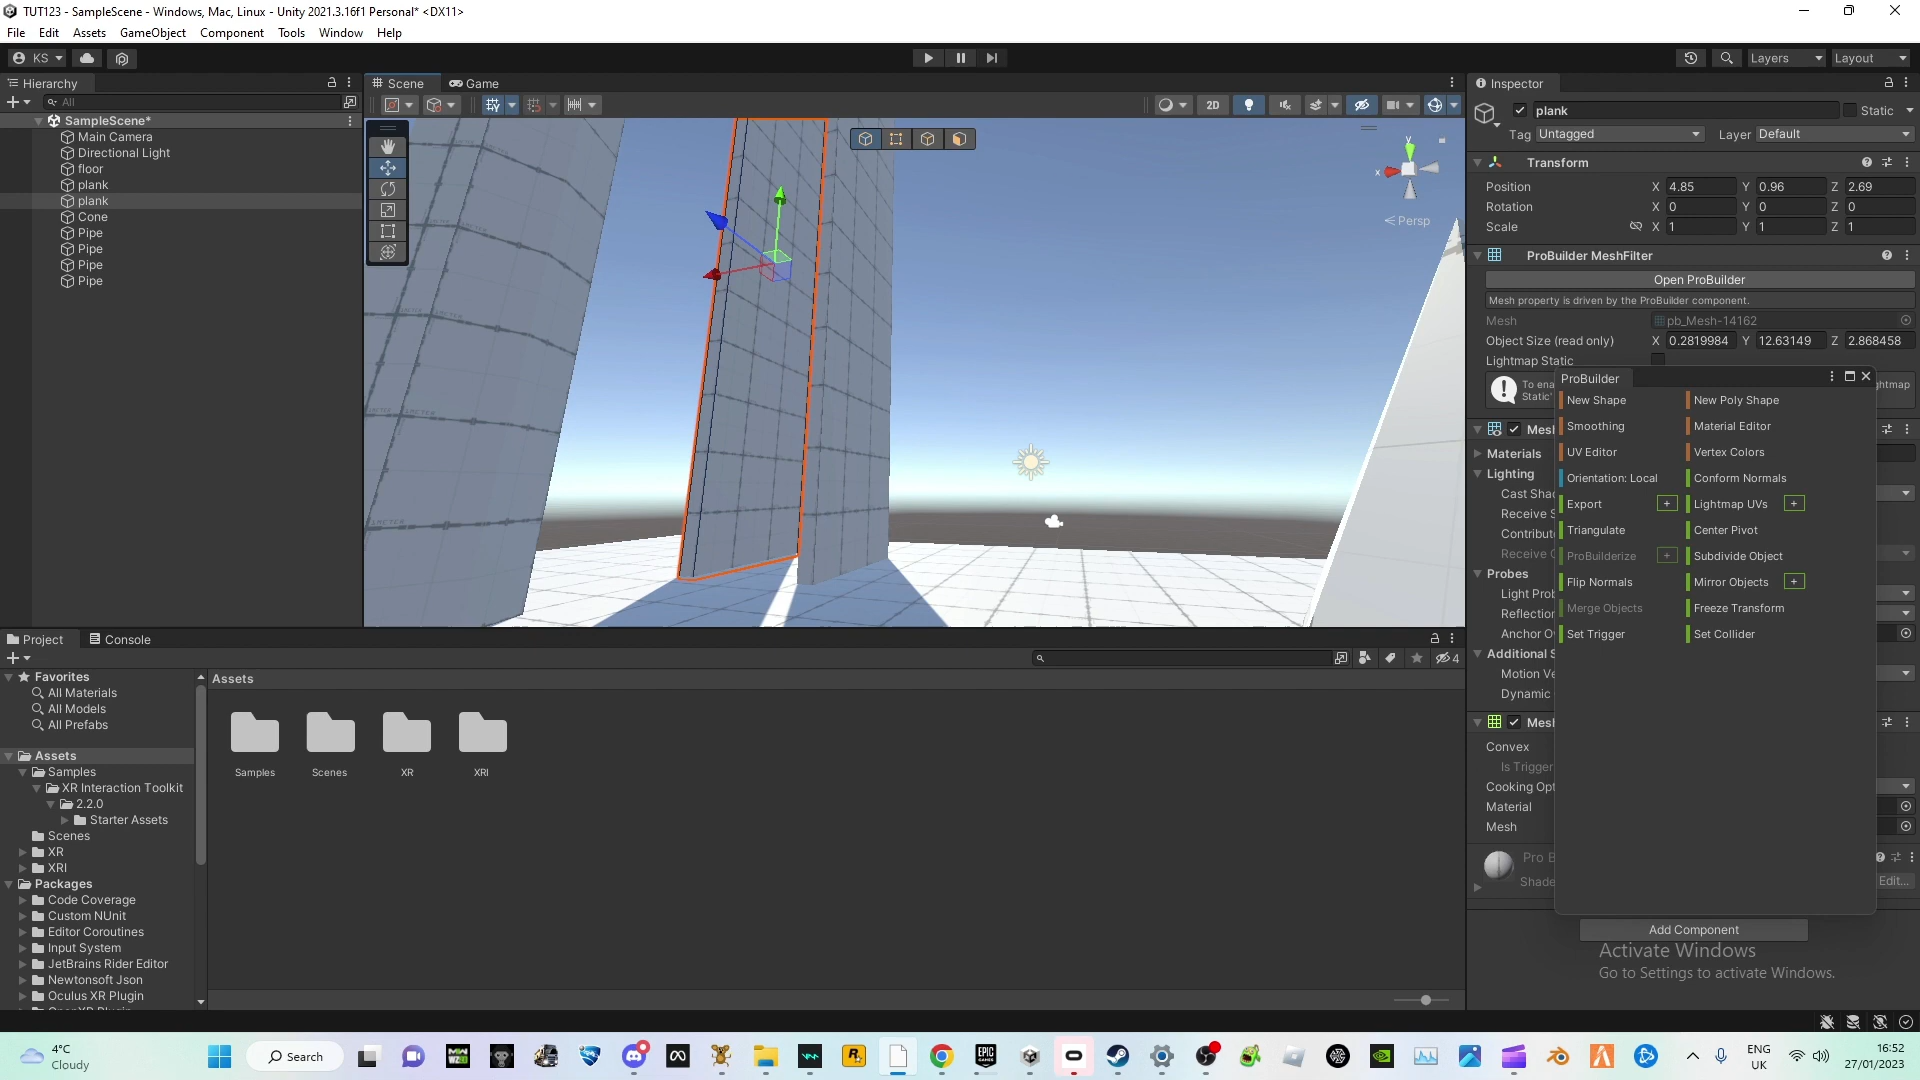 TUT123 - SampleScene - Windows, Mac, Linux - Unity 2021.3.16f1 Personal* <DX11>
File Edit Assets GameObject Component Tools Window Help
KS
Layers
Layout
Hierarchy
All
SampleScene*
Main Camera
Directional Light
floor
plank
plank
Cone
Pipe
Pipe
Pipe
Pipe
Scene
Game
2D
y
x
Persp
Inspector
plank
Static
Tag Untagged
Layer Default
Transform
Position X 4.85 Y 0.96 Z 2.69
Rotation X 0 Y 0 Z 0
Scale X 1 Y 1 Z 1
ProBuilder MeshFilter
Open ProBuilder
Mesh property is driven by the ProBuilder component.
Mesh pb_Mesh-14162
Object Size (read only) X 0.2819984 Y 12.63149 Z 2.868458
Lightmap Static
To ena
Static'
ghtmap
Mesh
Materials
Lighting
Cast Shac
Receive S
Contribut
Receive G
Probes
Light Prob
Reflection
Anchor Ov
Additional S
Motion Ve
Dynamic
Mesh
Convex
Is Trigger
Cooking Opt
Material
Mesh
Pro B
Shade
Edit...
Add Component
ProBuilder
New Shape
New Poly Shape
Smoothing
Material Editor
UV Editor
Vertex Colors
Orientation: Local
Conform Normals
Export +
Lightmap UVs +
Triangulate
Center Pivot
ProBuilderize +
Subdivide Object
Flip Normals
Mirror Objects +
Merge Objects
Freeze Transform
Set Trigger
Set Collider
Activate Windows
Go to Settings to activate Windows.
Project
Console
4
Favorites
All Materials
All Models
All Prefabs
Assets
Samples
XR Interaction Toolkit
2.2.0
Starter Assets
Scenes
XR
XRI
Packages
Code Coverage
Custom NUnit
Editor Coroutines
Input System
JetBrains Rider Editor
Newtonsoft Json
Oculus XR Plugin
Assets
Samples
Scenes
XR
XRI
4°C
Cloudy
Search
EPIC
GAMES
ENG
UK
16:52
27/01/2023